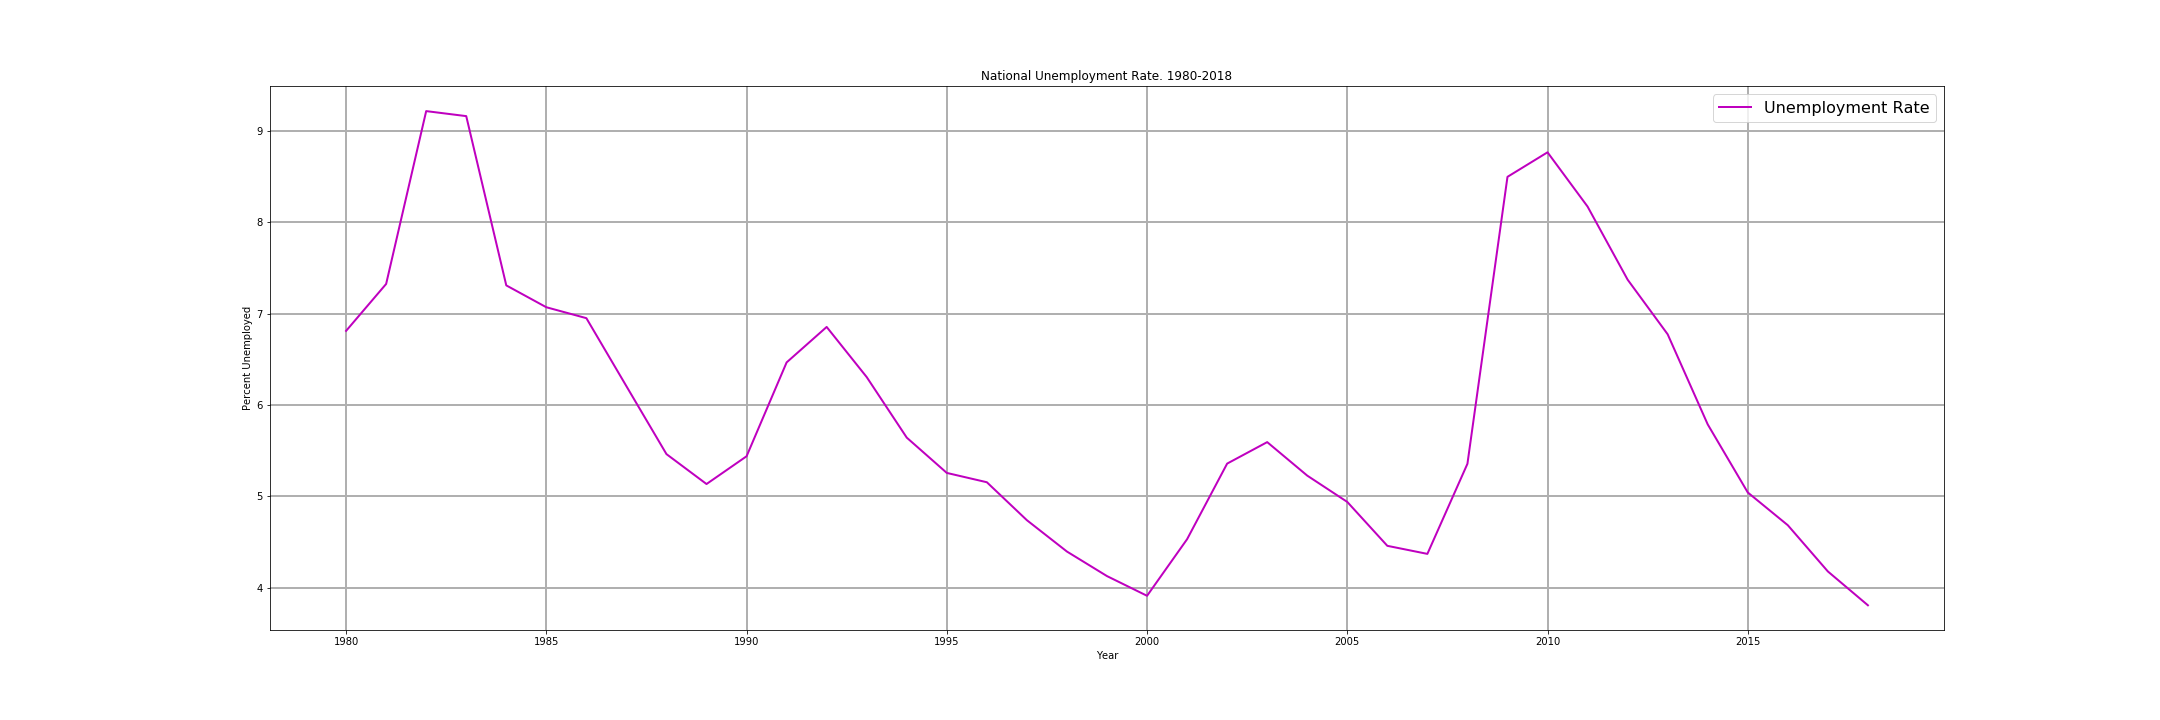 National Unemployment Rate. 1980-2018
Unemployment Rate
9
8
7
6
5
4
Percent Unemployed
1980 1985 1990 1995 2000 2005 2010 2015
Year